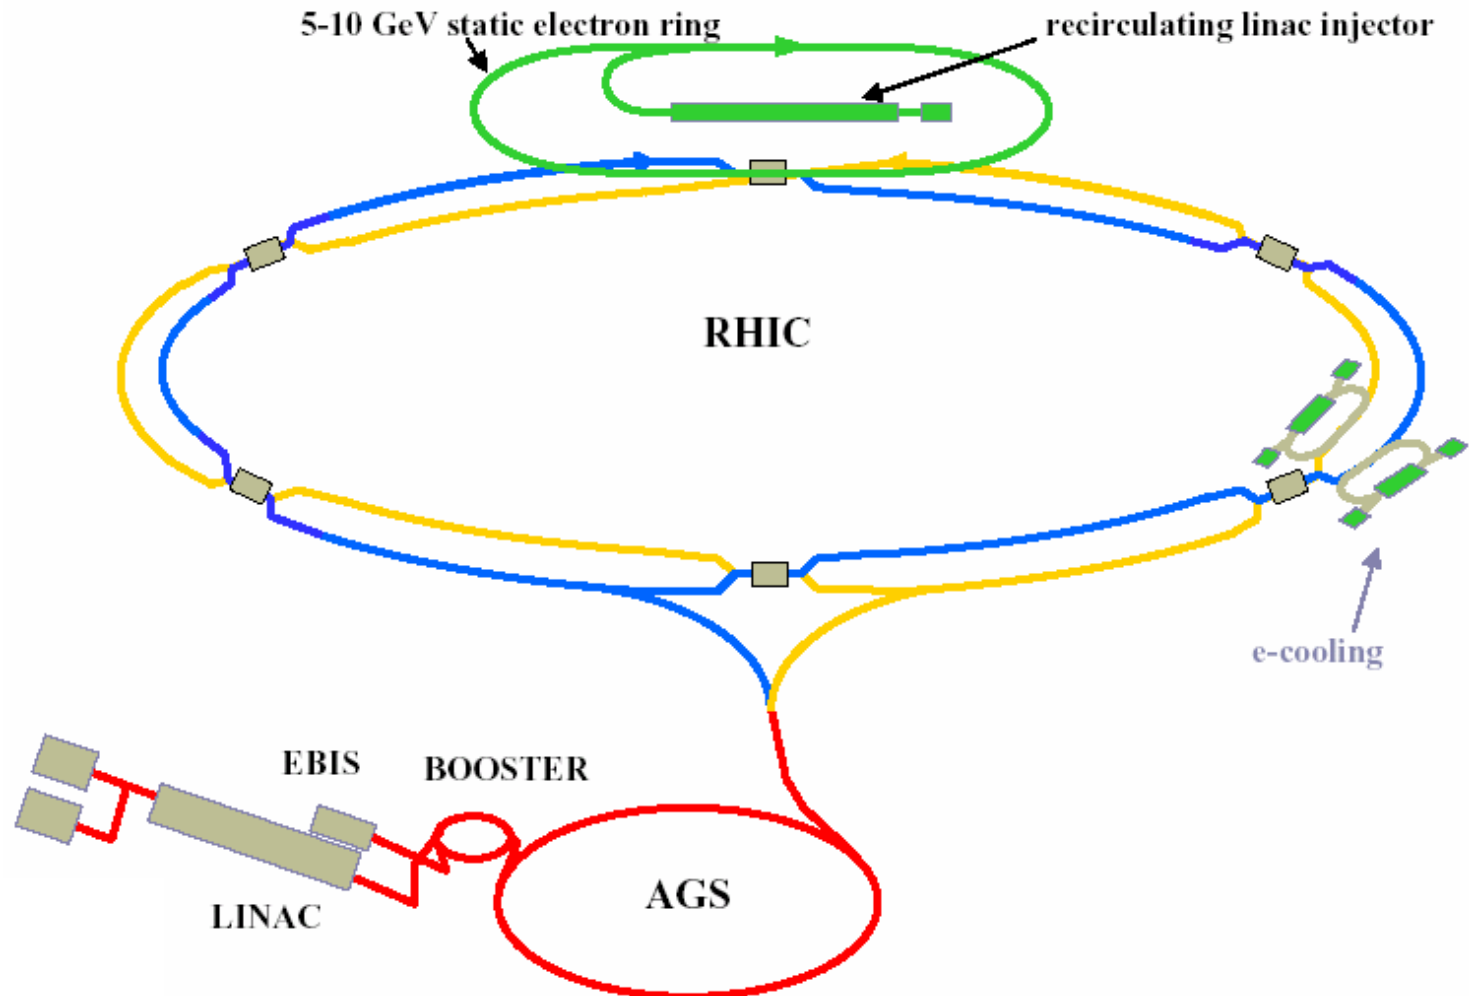 5-10 GeV static electron ring
recirculating linac injector
RHIC
e-cooling
EBIS
BOOSTER
LINAC
AGS